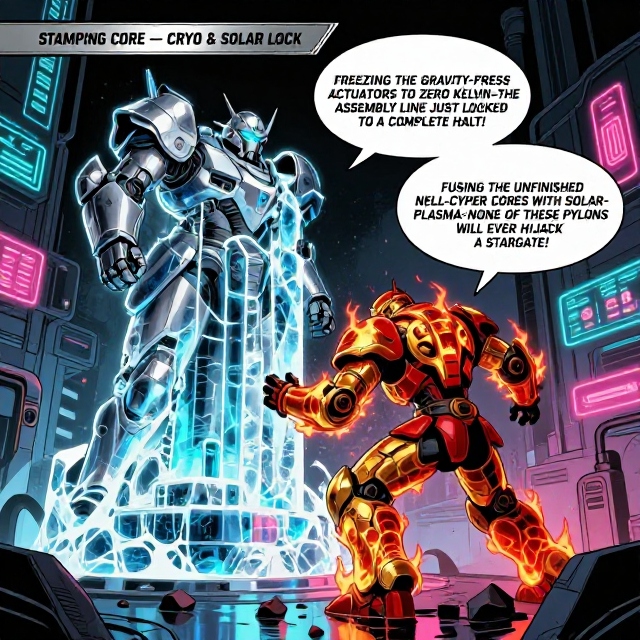 STAMPING CORE — CRYO & SOLAR LOCK
FREEZING THE GRAVITY-PRESS
ACTUATORS TO ZERO KELVIN-THE
ASSEMBLY LINE JUST LOCKED
TO A COMPLETE HALT!
FUSING THE UNFINISHED
NELL-CYPER CORES WITH SOLAR-
PLASMA-NONE OF THESE PYLONS
WILL EVER HIJACK
A STARGATE!